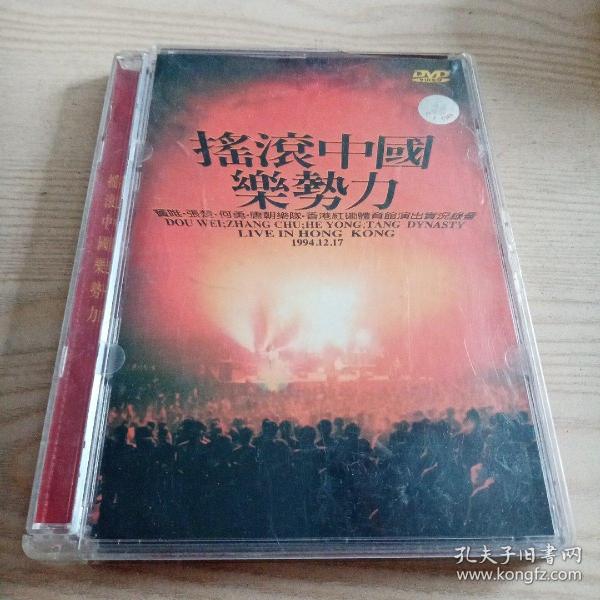 DVD
VIDEO
搖滾中國
樂勢力
竇唯·張楚·何勇·唐朝樂隊·香港紅磡體育館演出實況錄像
DOU WEI;ZHANG CHU;HE YONG;TANG DYNASTY
LIVE IN HONG KONG
1994.12.17
搖滾中國樂勢力
孔夫子旧书网
www.kongfz.com